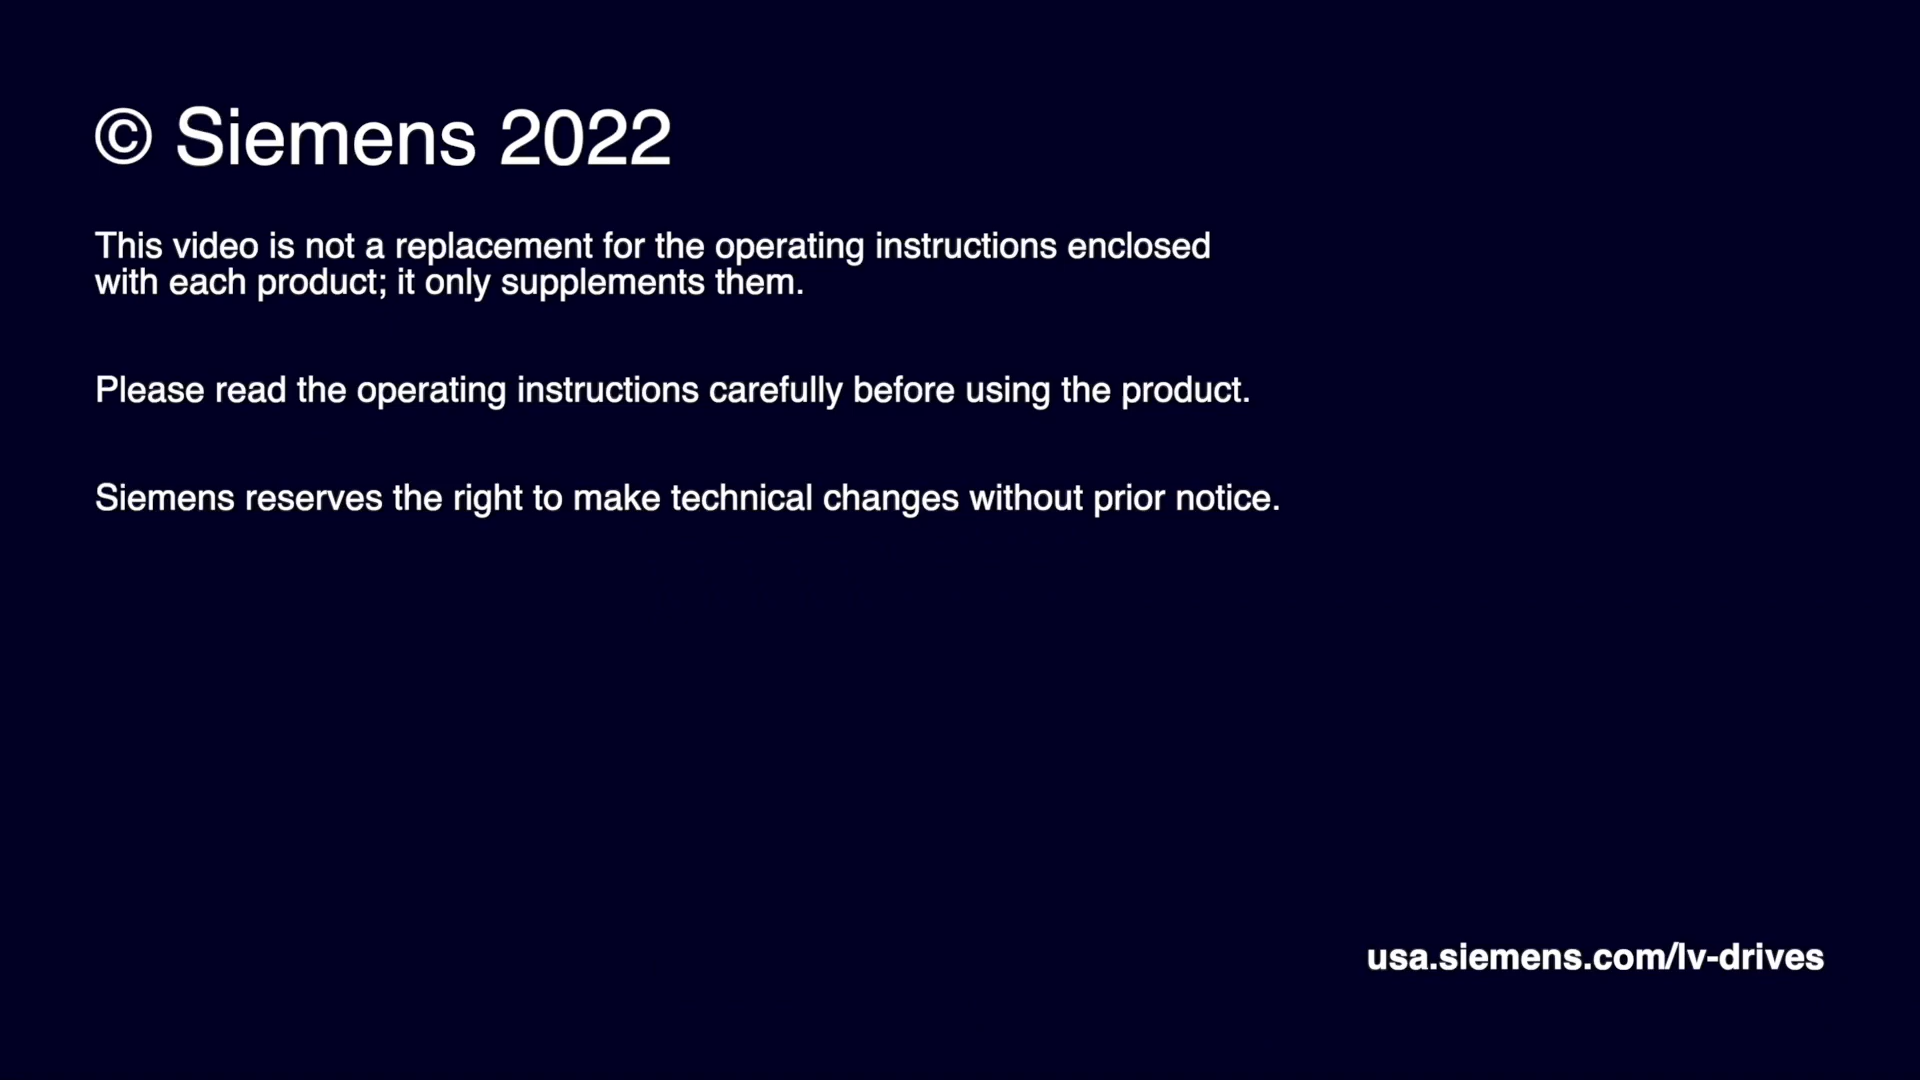 © Siemens 2022
This video is not a replacement for the operating instructions enclosed
with each product; it only supplements them.
Please read the operating instructions carefully before using the product.
Siemens reserves the right to make technical changes without prior notice.
usa.siemens.com/lv-drives